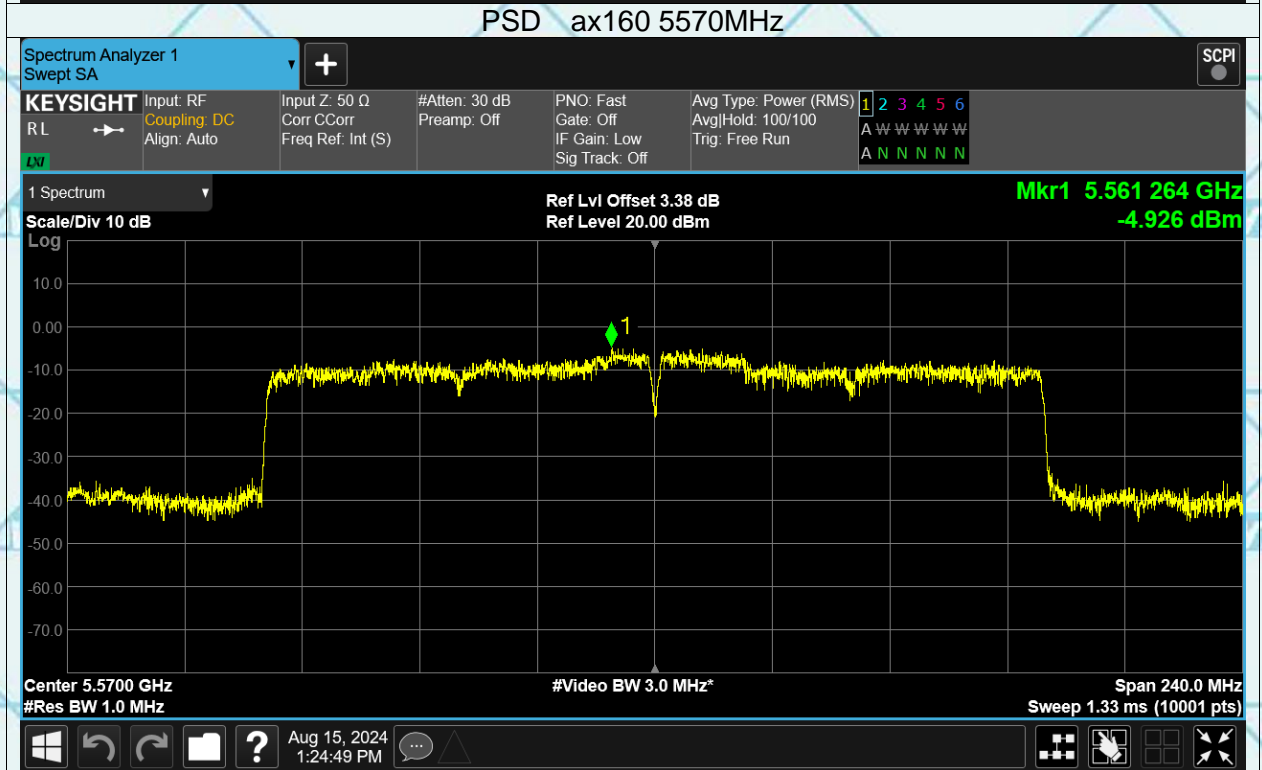 PSD ax160 5570MHz
Spectrum Analyzer 1
Swept SA
SCPI
KEYSIGHT
RL
LXI
Input: RF
Coupling: DC
Align: Auto
Input Z: 50 Ω
Corr CCorr
Freq Ref: Int (S)
#Atten: 30 dB
Preamp: Off
PNO: Fast
Gate: Off
IF Gain: Low
Sig Track: Off
Avg Type: Power (RMS)
Avg|Hold: 100/100
Trig: Free Run
1 2 3 4 5 6
A W W W W W
A N N N N N
1 Spectrum
Scale/Div 10 dB
Log
Ref Lvl Offset 3.38 dB
Ref Level 20.00 dBm
Mkr1 5.561 264 GHz
-4.926 dBm
1
10.0
0.00
-10.0
-20.0
-30.0
-40.0
-50.0
-60.0
-70.0
Center 5.5700 GHz
#Res BW 1.0 MHz
#Video BW 3.0 MHz*
Span 240.0 MHz
Sweep 1.33 ms (10001 pts)
?
Aug 15, 2024
1:24:49 PM